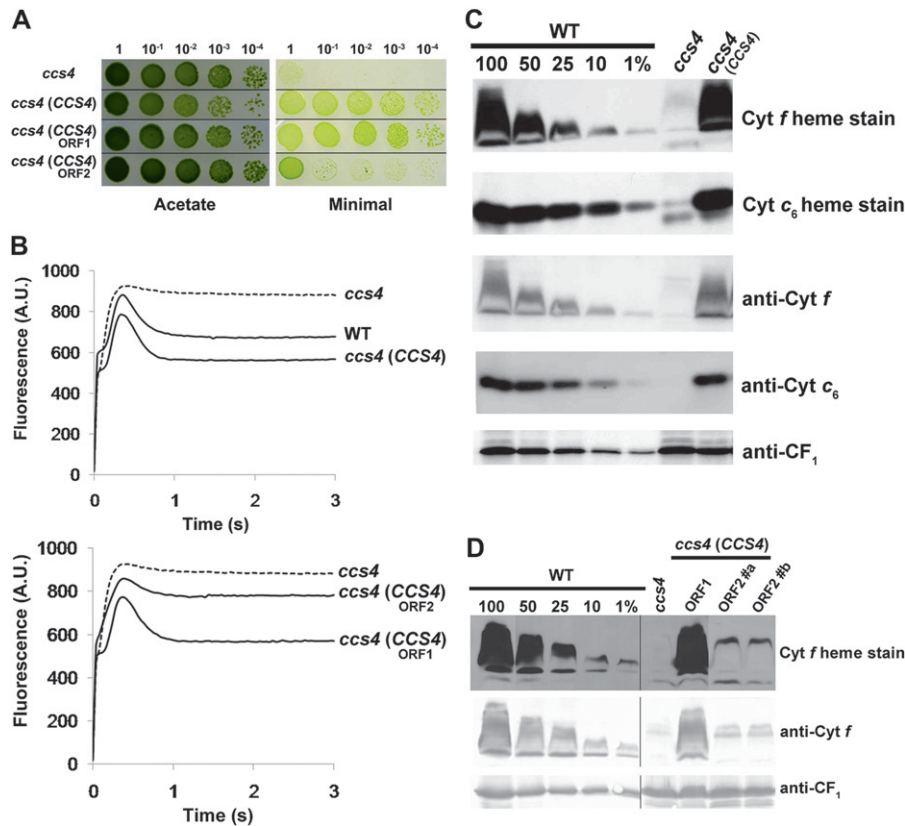 A
1 10-1 10-2 10-3 10-4 1 10-1 10-2 10-3 10-4
ccs4
ccs4 (CCS4)
ccs4 (CCS4)
ORF1
ccs4 (CCS4)
ORF2
Acetate Minimal
B
Fluorescence (A.U.)
1000
800
600
400
200
0
0 1 2 3
Time (s)
ccs4
WT
ccs4 (CCS4)
Fluorescence (A.U.)
1000
800
600
400
200
0
0 1 2 3
Time (s)
ccs4
ccs4 (CCS4)
ORF2
ccs4 (CCS4)
ORF1
C
WT
100 50 25 10 1%
ccs4
ccs4
(CCS4)
Cyt f heme stain
Cyt c6 heme stain
anti-Cyt f
anti-Cyt c6
anti-CF1
D
WT
100 50 25 10 1%
ccs4
ccs4 (CCS4)
ORF1
ORF2 #a
ORF2 #b
Cyt f heme stain
anti-Cyt f
anti-CF1